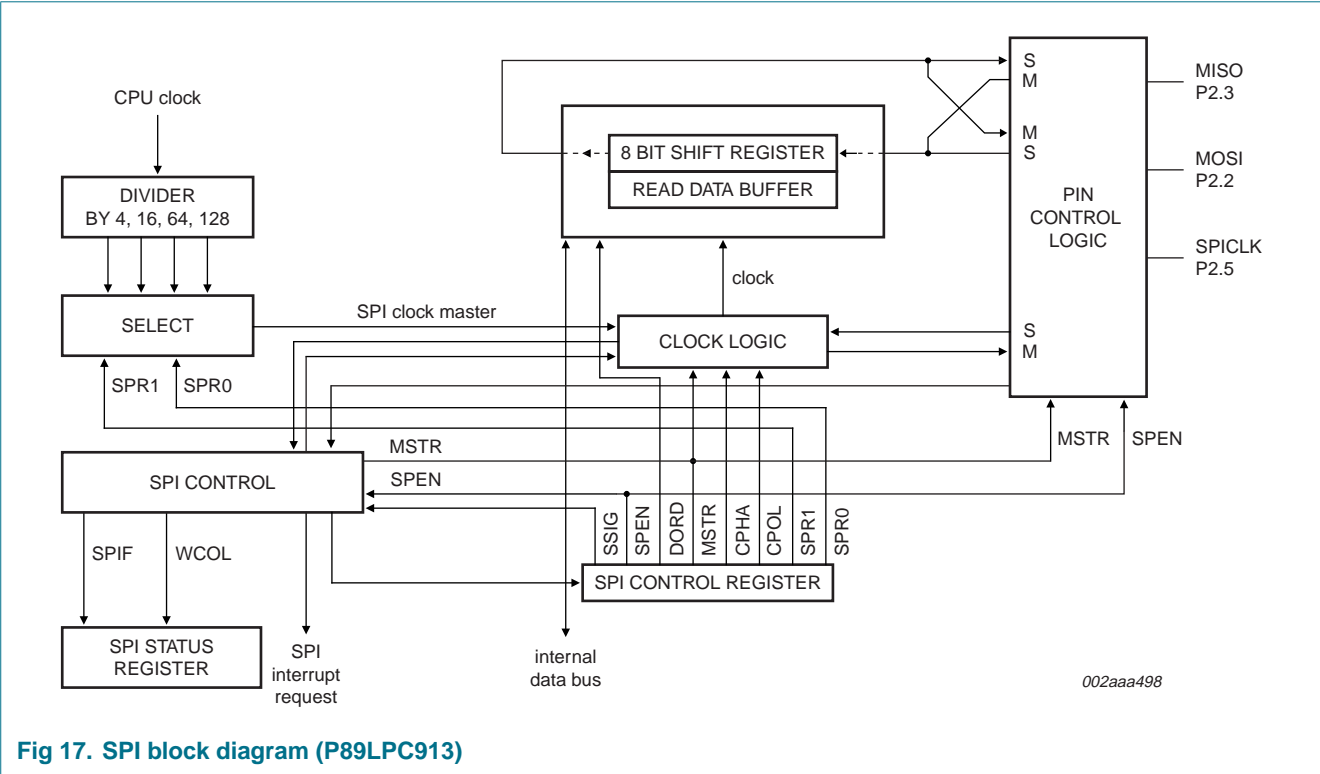 CPU clock
DIVIDER
BY 4, 16, 64, 128
SELECT
SPR1
SPR0
SPI clock master
8 BIT SHIFT REGISTER
READ DATA BUFFER
clock
CLOCK LOGIC
S
M
M
S
PIN
CONTROL
LOGIC
S
M
MISO
P2.3
MOSI
P2.2
SPICLK
P2.5
MSTR
SPEN
MSTR
SPEN
SPI CONTROL
SPIF
WCOL
SSIG
SPEN
DORD
MSTR
CPHA
CPOL
SPR1
SPR0
SPI CONTROL REGISTER
SPI STATUS
REGISTER
SPI
interrupt
request
internal
data bus
002aaa498
Fig 17. SPI block diagram (P89LPC913)